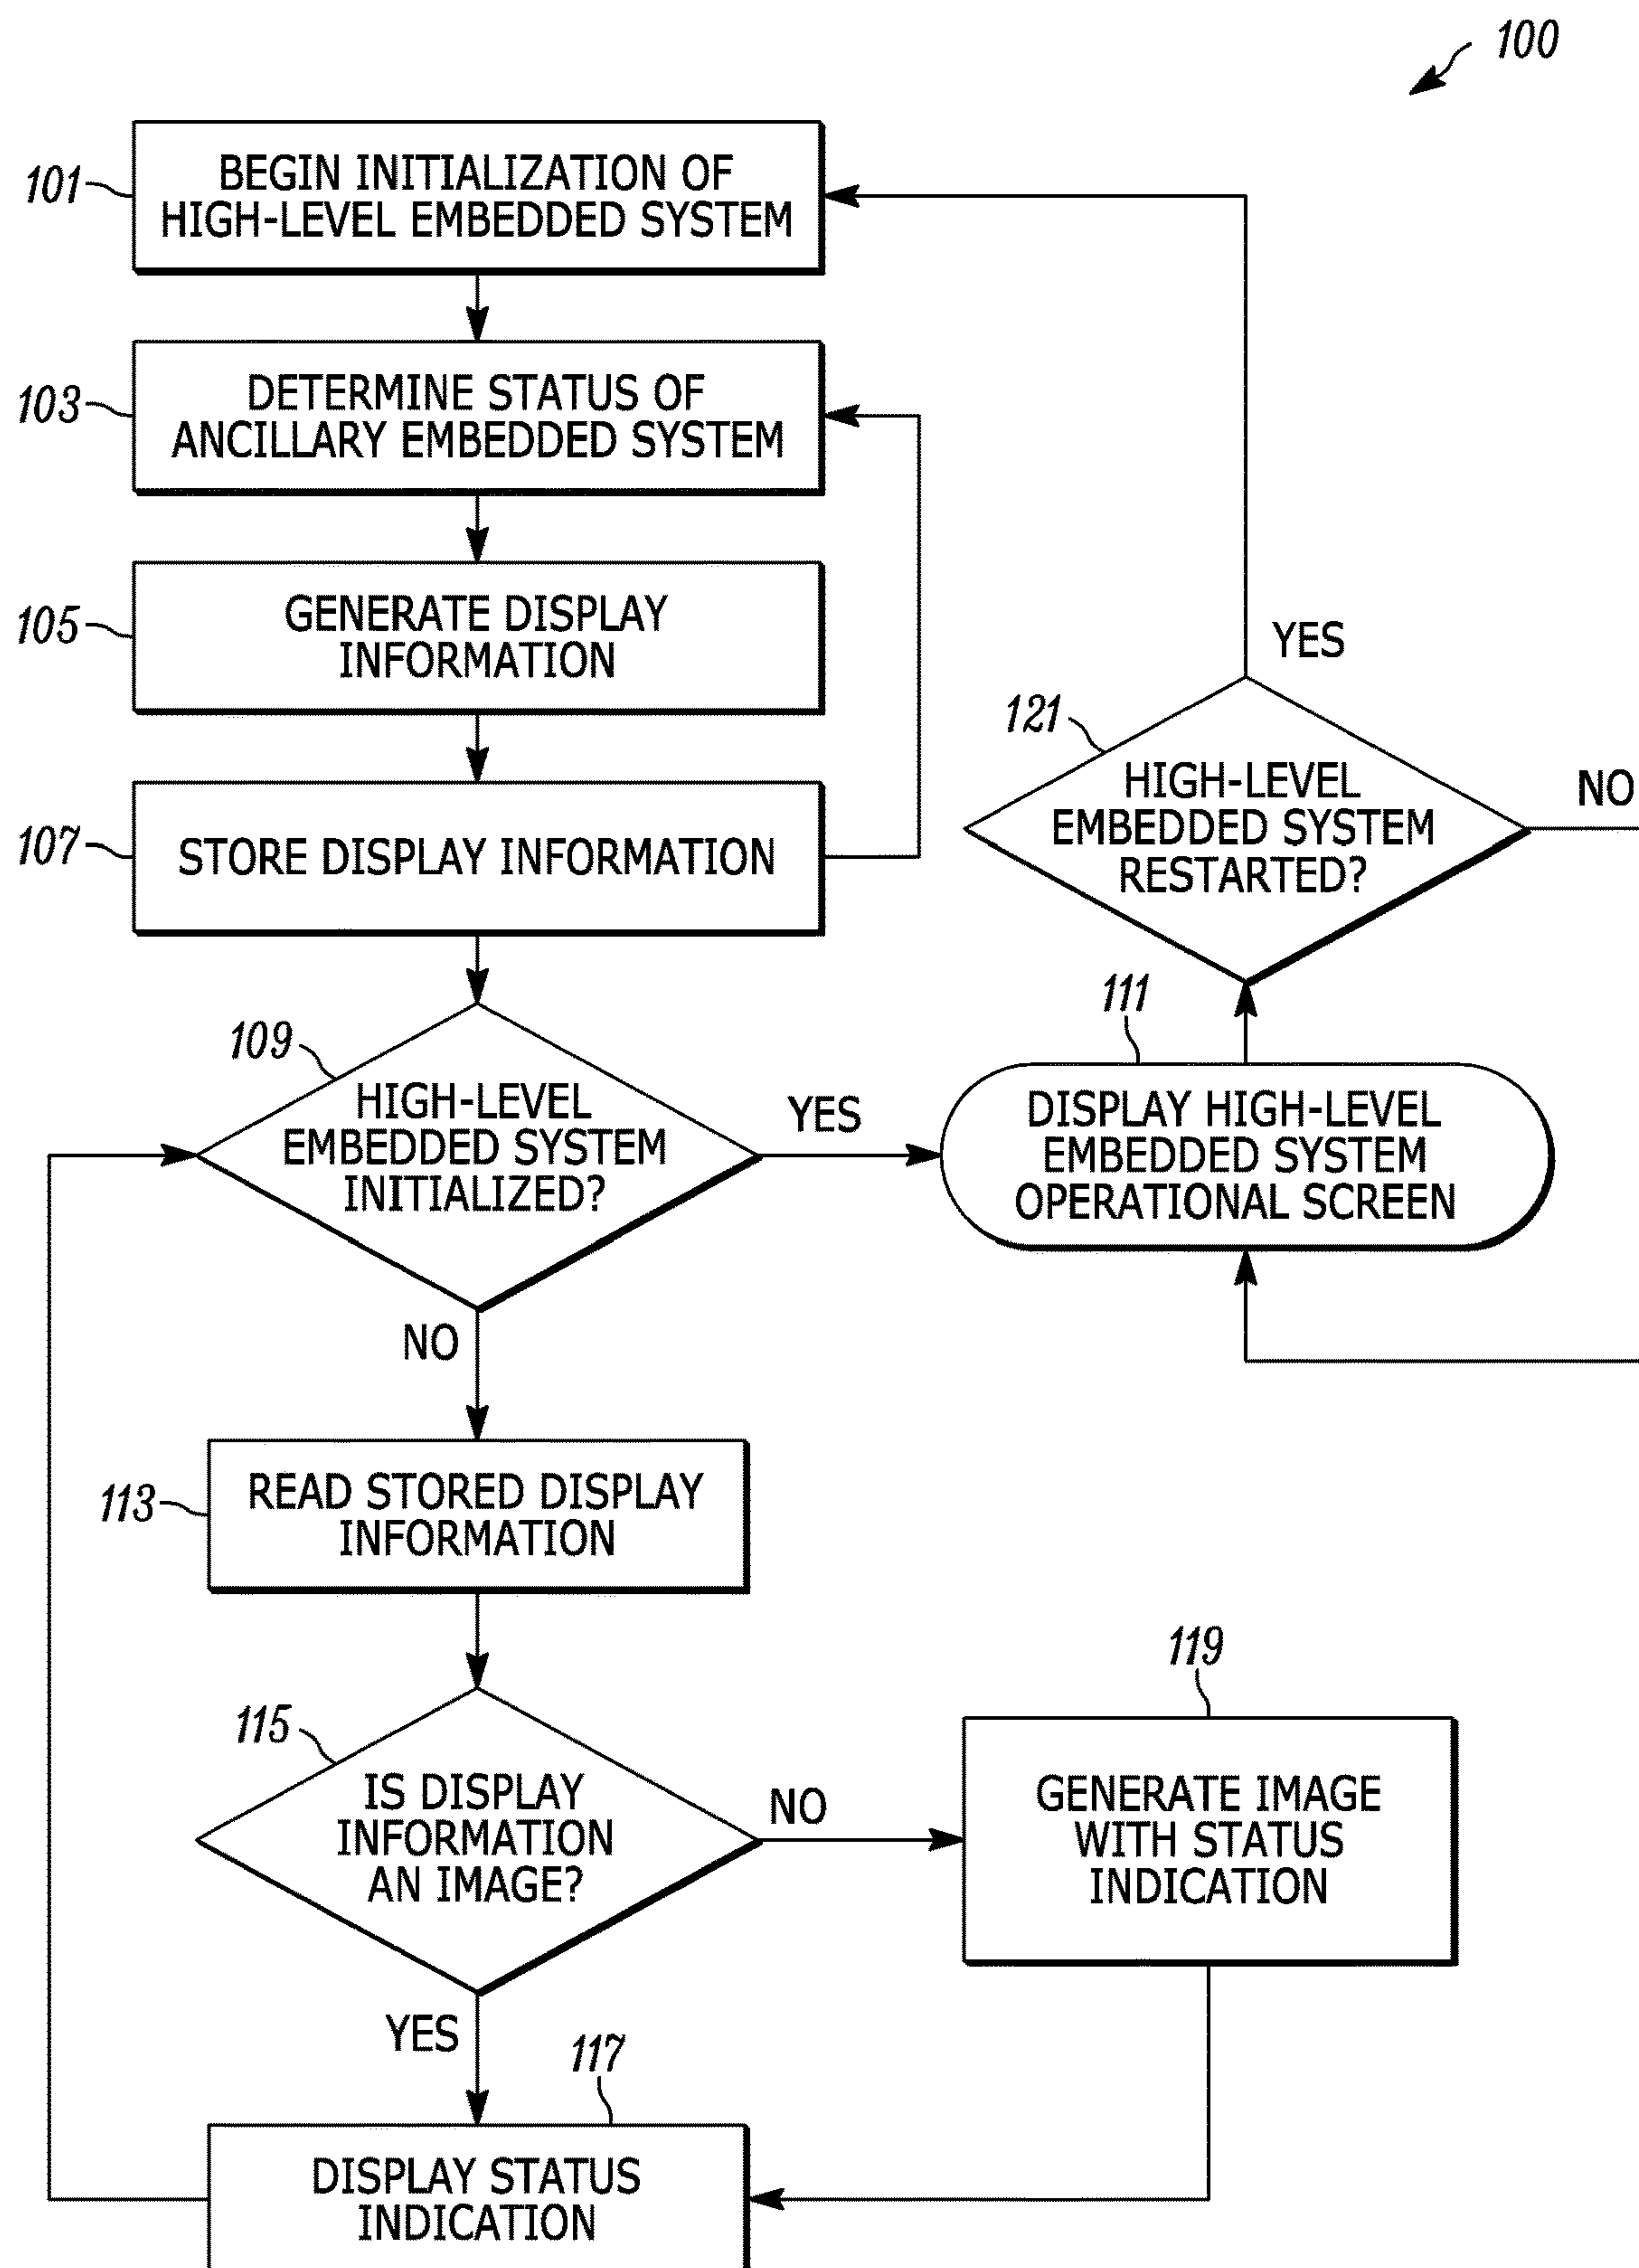 100
101
BEGIN INITIALIZATION OF
HIGH-LEVEL EMBEDDED SYSTEM
103
DETERMINE STATUS OF
ANCILLARY EMBEDDED SYSTEM
105
GENERATE DISPLAY
INFORMATION
107
STORE DISPLAY INFORMATION
YES
121
HIGH-LEVEL
EMBEDDED SYSTEM
RESTARTED?
NO
109
HIGH-LEVEL
EMBEDDED SYSTEM
INITIALIZED?
YES
111
DISPLAY HIGH-LEVEL
EMBEDDED SYSTEM
OPERATIONAL SCREEN
NO
113
READ STORED DISPLAY
INFORMATION
115
IS DISPLAY
INFORMATION
AN IMAGE?
NO
119
GENERATE IMAGE
WITH STATUS
INDICATION
YES
117
DISPLAY STATUS
INDICATION